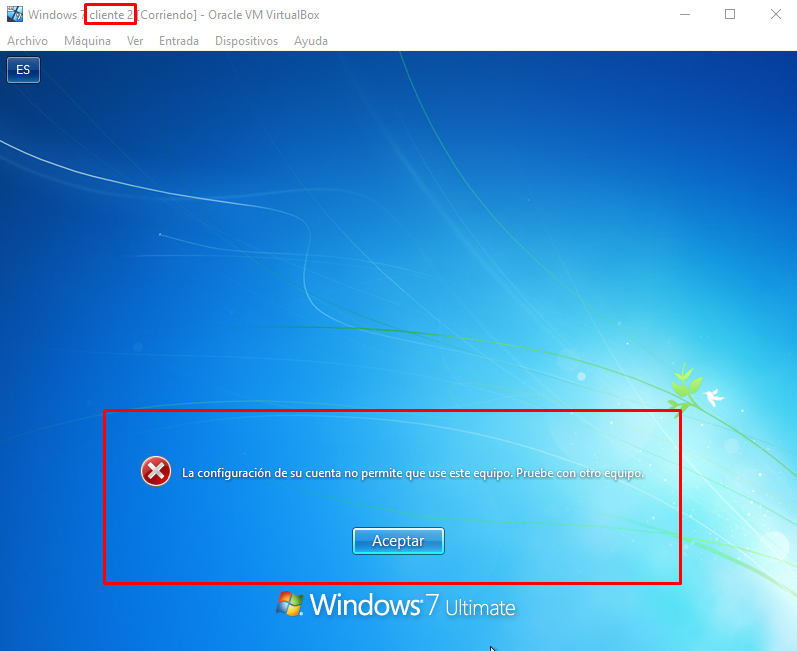 Windows 7 cliente 2 [Corriendo] - Oracle VM VirtualBox
Archivo Máquina Ver Entrada Dispositivos Ayuda
ES
La configuración de su cuenta no permite que use este equipo. Pruebe con otro equipo.
Aceptar
Windows 7 Ultimate